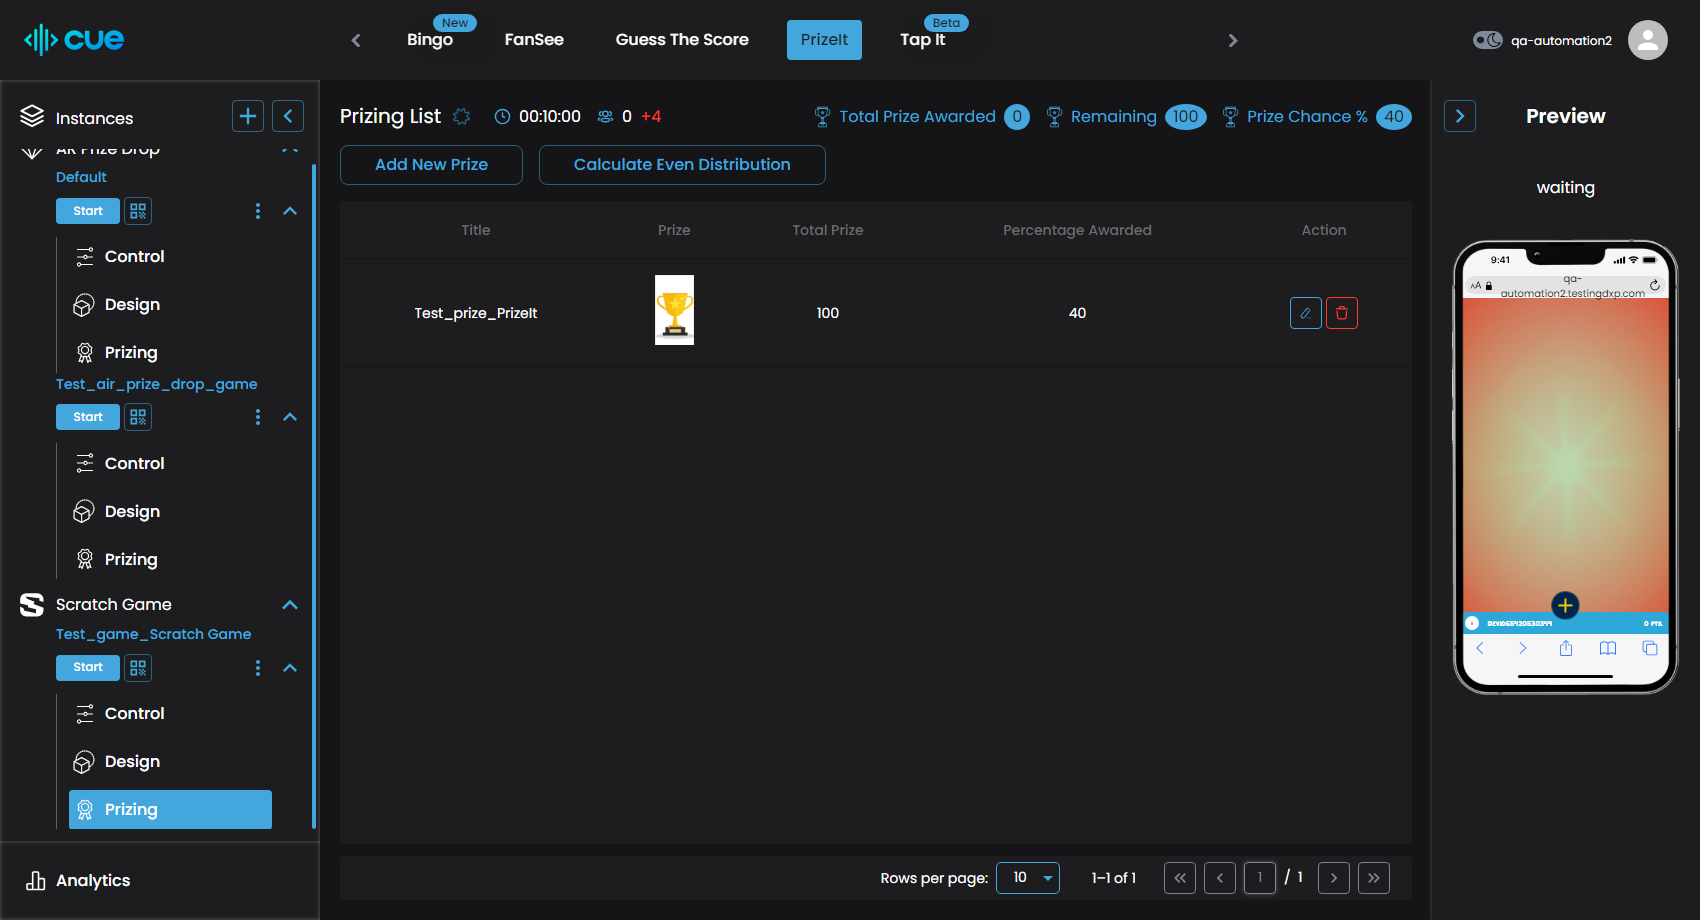 cue
New
Bingo
FanSee
Guess The Score
PrizeIt
Beta
Tap It
qa-automation2
Instances
AR Prize Drop
Default
Start
Control
Design
Prizing
Test_air_prize_drop_game
Start
Control
Design
Prizing
Scratch Game
Test_game_Scratch Game
Start
Control
Design
Prizing
Analytics
Prizing List 00:10:00 0 +4
Total Prize Awarded 0 Remaining 100 Prize Chance % 40
Add New Prize Calculate Even Distribution
Title Prize Total Prize Percentage Awarded Action
Test_prize_PrizeIt 100 40
Rows per page: 10 1–1 of 1 1 / 1
Preview
waiting
9:41
AA qa-
automation2.testingdxp.com
0 PTS.